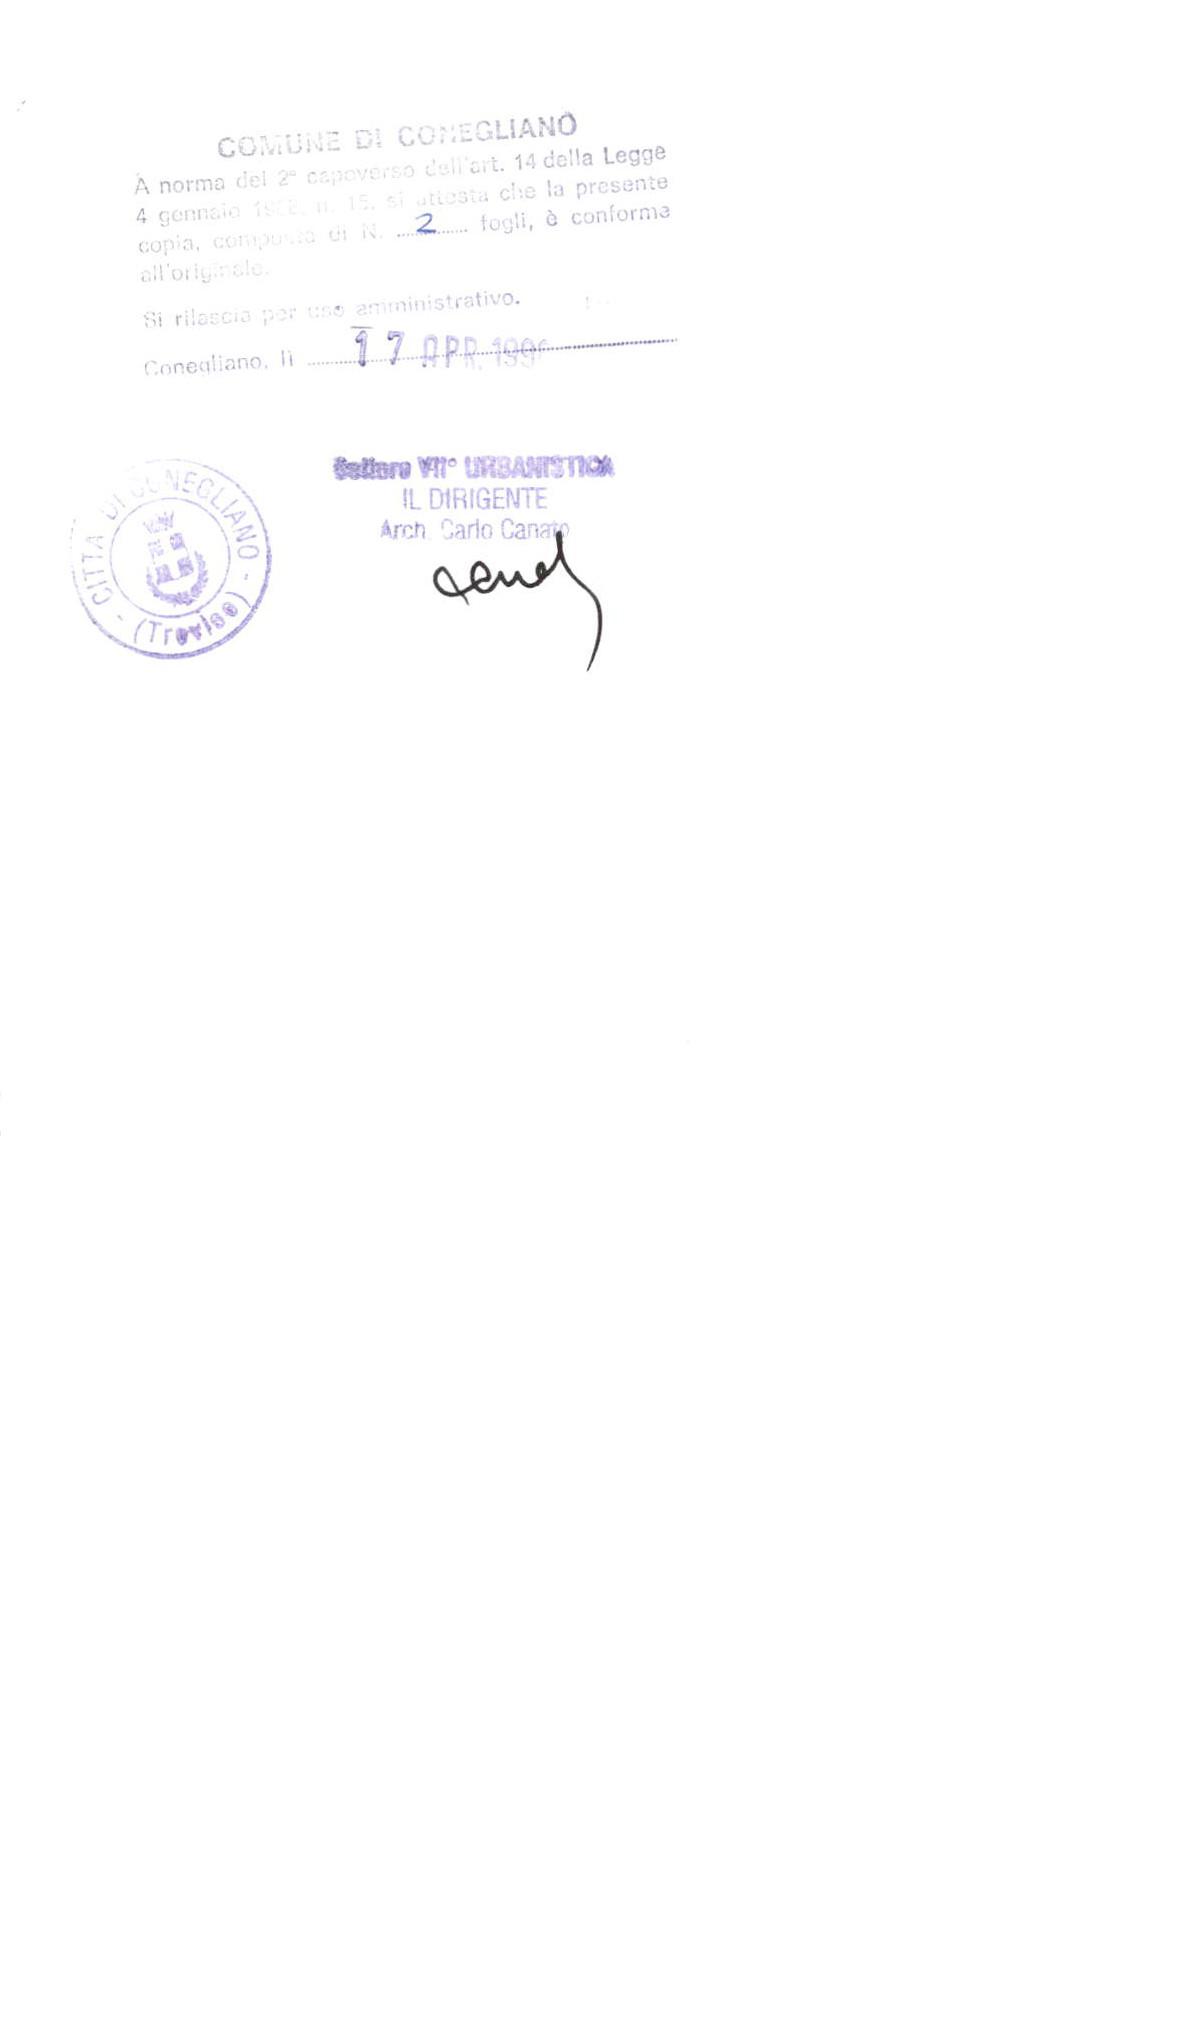 COMUNE DI CONEGLIANO
A norma del 2° capoverso dell'art. 14 della Legge
4 gennaio n. 15, si attesta che la presente
copia, composta di N. 2 fogli, è conforme
all'originale.
Si rilascia per uso amministrativo.
Conegliano, lì 17 APR. 199
Settore VII° URBANISTICA
IL DIRIGENTE
Arch. Carlo Canato
- CITTA' DI CONEGLIANO -
(Treviso)